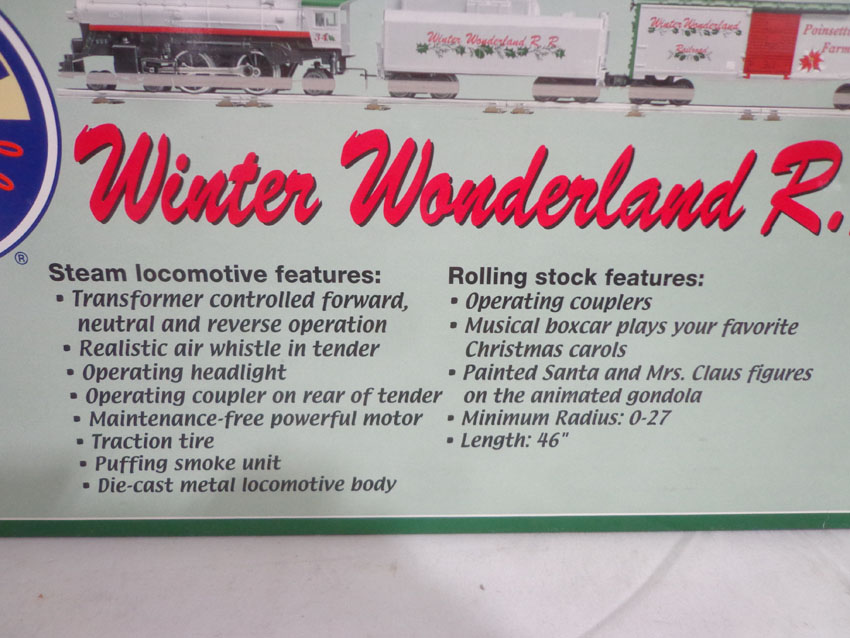 34
Winter Wonderland R.R
Winter Wonderland
Railroad
Poinsetti
Farm
Winter Wonderland R.
®
Steam locomotive features:
• Transformer controlled forward,
neutral and reverse operation
• Realistic air whistle in tender
• Operating headlight
• Operating coupler on rear of tender
• Maintenance-free powerful motor
• Traction tire
• Puffing smoke unit
• Die-cast metal locomotive body
Rolling stock features:
• Operating couplers
• Musical boxcar plays your favorite
Christmas carols
• Painted Santa and Mrs. Claus figures
on the animated gondola
• Minimum Radius: 0-27
• Length: 46"